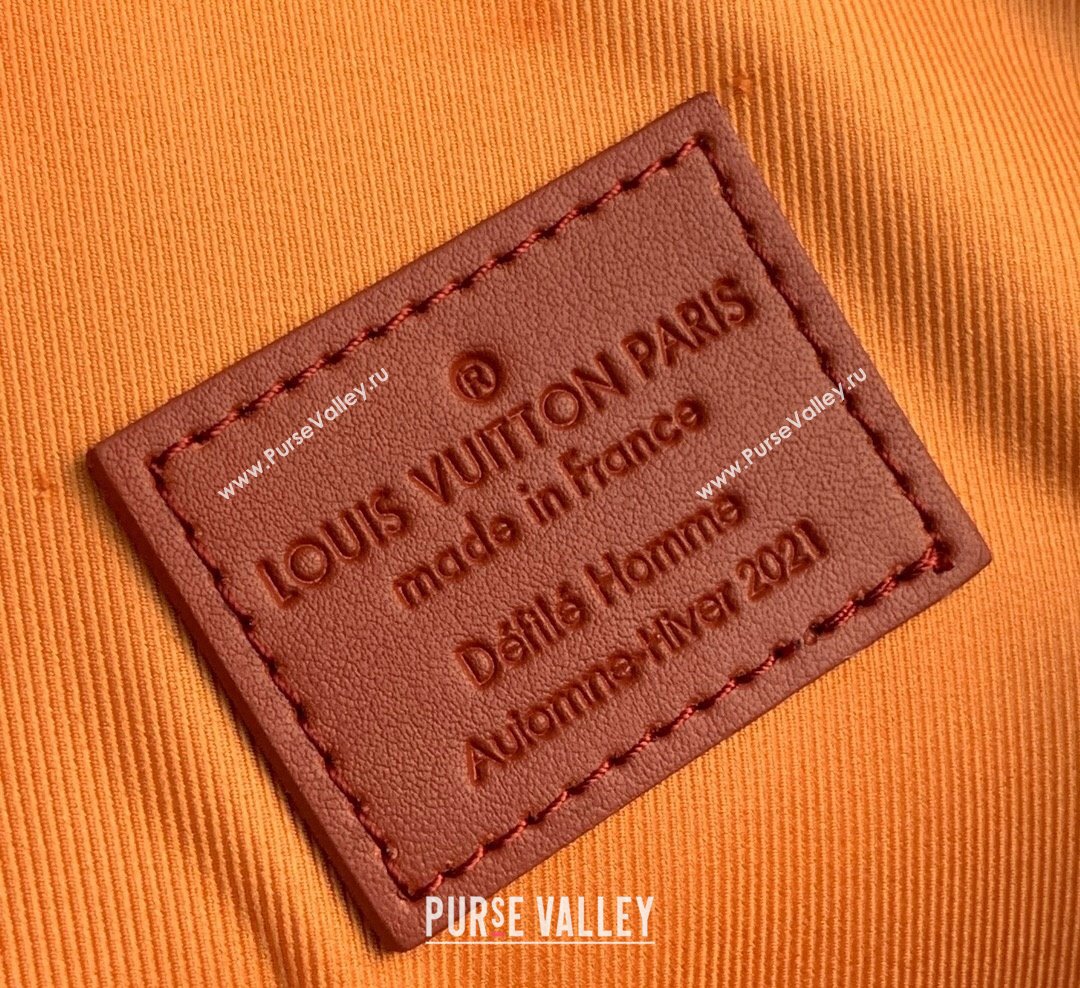 ®
LOUIS VUITTON PARIS
made in France
Défilé Homme
Automne-Hiver 2021
www.PurseValley.ru
www.PurseValley.ru
PURSE VALLEY